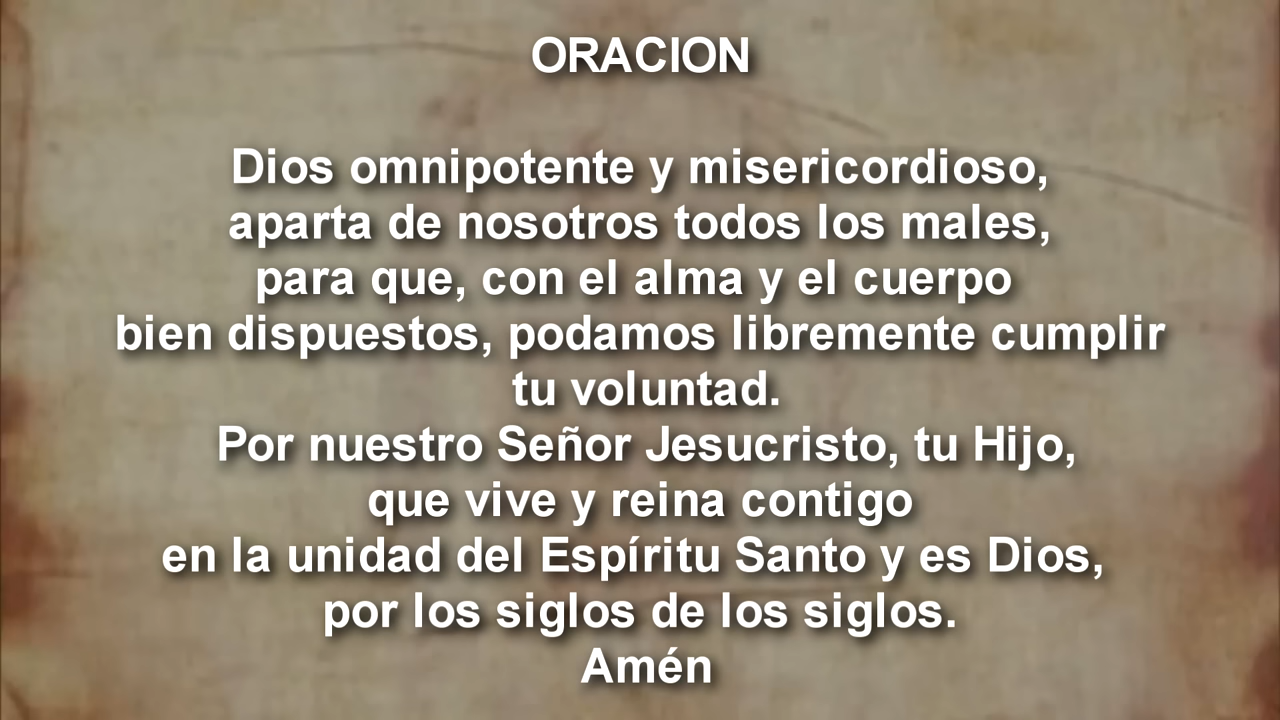 ORACION
Dios omnipotente y misericordioso,
aparta de nosotros todos los males,
para que, con el alma y el cuerpo
bien dispuestos, podamos libremente cumplir
tu voluntad.
Por nuestro Señor Jesucristo, tu Hijo,
que vive y reina contigo
en la unidad del Espíritu Santo y es Dios,
por los siglos de los siglos.
Amén